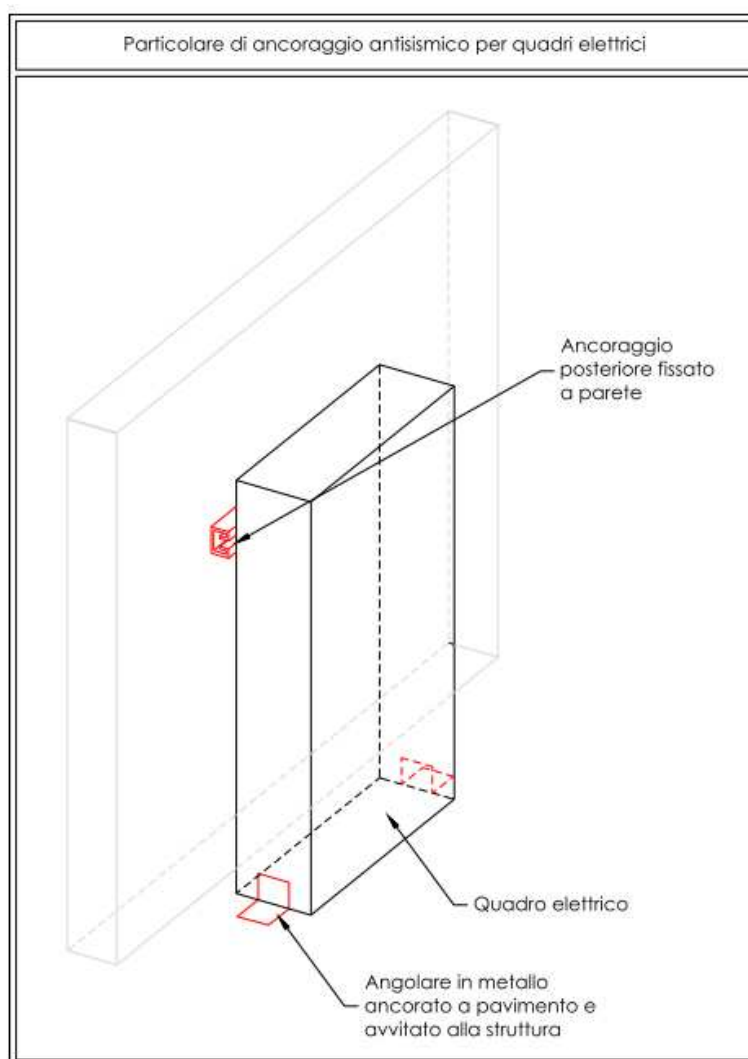 Particolare di ancoraggio antisismico per quadri elettrici
Ancoraggio
posteriore fissato
a parete
Quadro elettrico
Angolare in metallo
ancorato a pavimento e
avvitato alla struttura